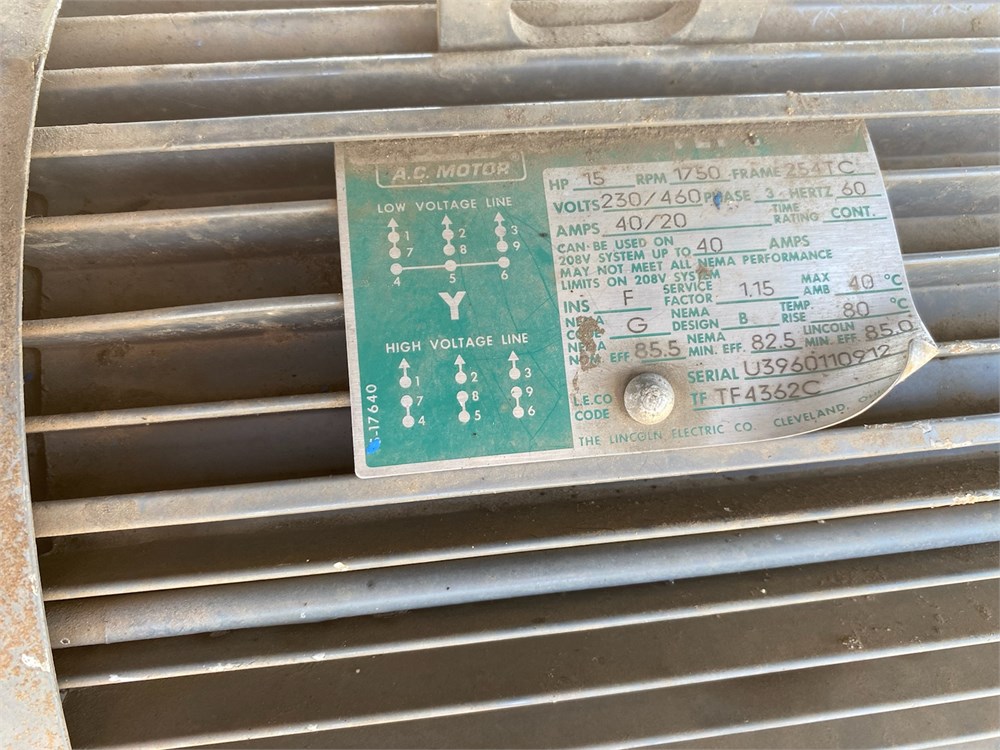 A.C. MOTOR
LOW VOLTAGE LINE
1 2 3
7 8 9
4 5 6
Y
HIGH VOLTAGE LINE
1 2 3
7 8 9
4 5 6
-17640
HP 15 RPM 1750 FRAME 254TC
VOLTS 230/460 PHASE 3 HERTZ 60
AMPS 40/20 TIME RATING CONT.
CAN BE USED ON
208V SYSTEM UP TO 40 AMPS
MAY NOT MEET ALL NEMA PERFORMANCE
LIMITS ON 208V SYSTEM
INS. F SERVICE FACTOR 1.15 MAX AMB 40 °C
NEMA CODE G NEMA DESIGN B TEMP. RISE 80 °C
NEMA NOM. EFF 85.5 NEMA MIN. EFF. 82.5 LINCOLN MIN. EFF. 85.0
SERIAL U3960110912
L.E.CO CODE TF TF4362C
THE LINCOLN ELECTRIC CO. CLEVELAND,